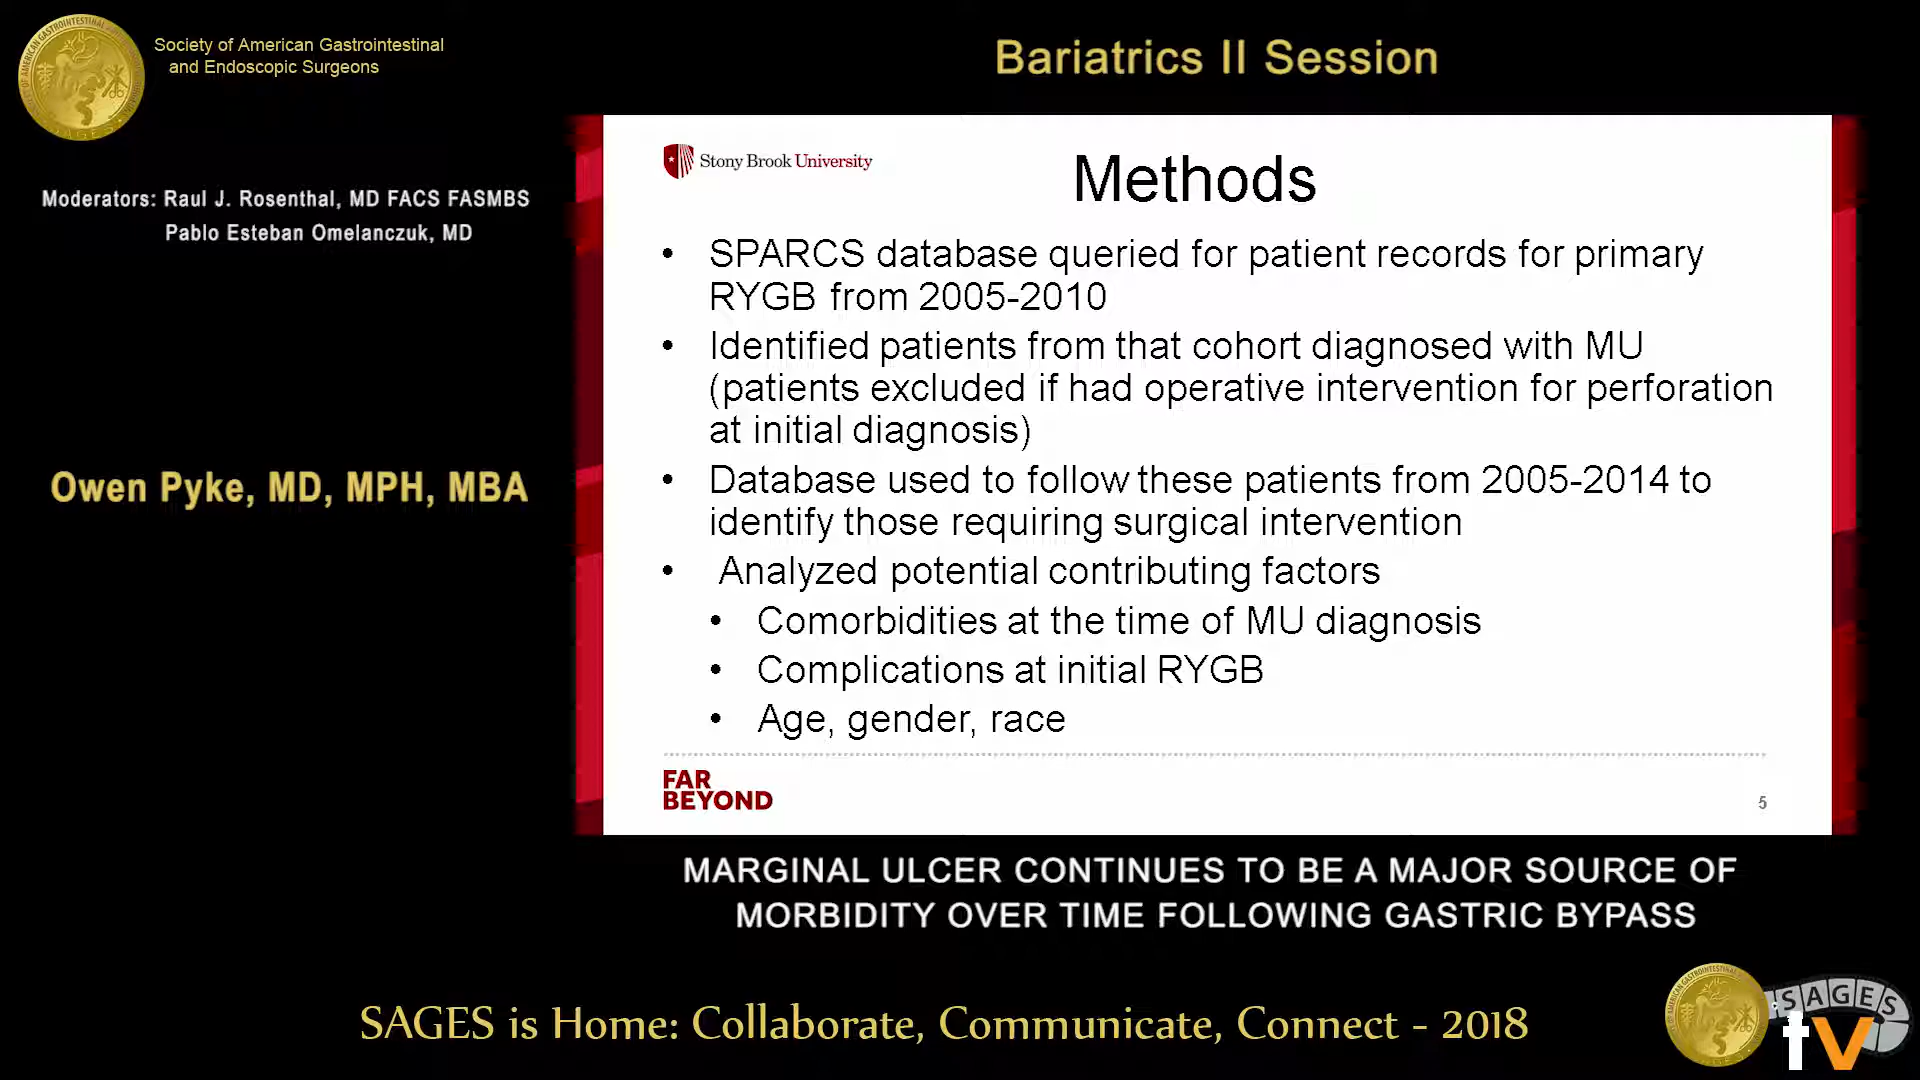 Society of American Gastrointestinal
and Endoscopic Surgeons
Bariatrics II Session
Moderators: Raul J. Rosenthal, MD FACS FASMBS
Pablo Esteban Omelanczuk, MD
Owen Pyke, MD, MPH, MBA
Stony Brook University
Methods
• SPARCS database queried for patient records for primary
RYGB from 2005-2010
• Identified patients from that cohort diagnosed with MU
(patients excluded if had operative intervention for perforation
at initial diagnosis)
• Database used to follow these patients from 2005-2014 to
identify those requiring surgical intervention
• Analyzed potential contributing factors
• Comorbidities at the time of MU diagnosis
• Complications at initial RYGB
• Age, gender, race
FAR
BEYOND
5
MARGINAL ULCER CONTINUES TO BE A MAJOR SOURCE OF
MORBIDITY OVER TIME FOLLOWING GASTRIC BYPASS
SAGES is Home: Collaborate, Communicate, Connect - 2018
SAGES
tv